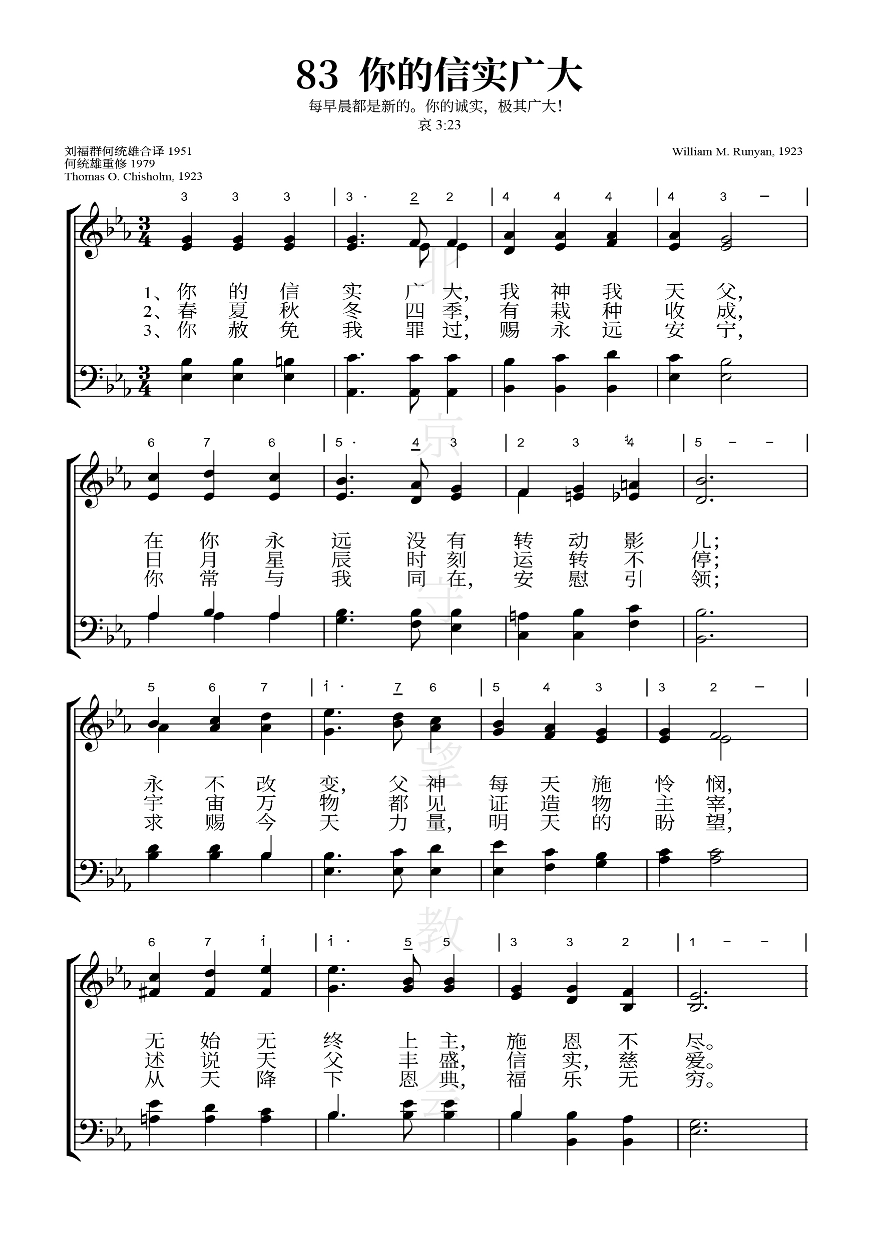 83 你的信实广大
每早晨都是新的。你的诚实，极其广大！
哀 3:23
刘福群何统雄合译 1951
何统雄重修 1979
Thomas O. Chisholm, 1923
William M. Runyan, 1923
3 3 3 | 3 · 2 2 | 4 4 4 | 4 3 – |
1、你的信实广大，我神我天父，
2、春夏秋冬四季，有栽种收成，
3、你赦免我罪过，赐永远安宁，
6 7 6 | 5 · 4 3 | 2 3 ♮4 | 5 – – |
在你永远没有转动影儿；
日月星辰时刻运转不停；
你常与我同在，安慰引领；
5 6 7 | 1 · 7 6 | 5 4 3 | 3 2 – |
永不改变，父神每天施怜悯，
宇宙万物都见证造物主宰，
求赐今天力量，明天的盼望，
6 7 1 | 1 · 5 5 | 3 3 2 | 1 – – |
无始无终上主，施恩不尽。
述说天父丰盛，信实，慈爱。
从天降下恩典，福乐无穷。
北京守望教会